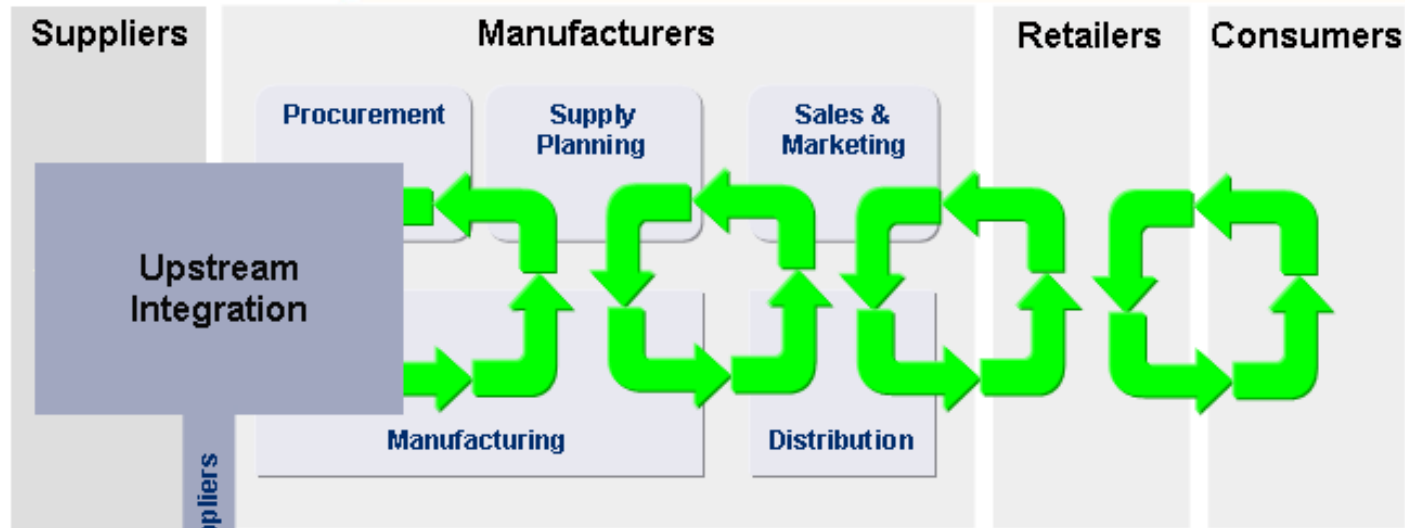 Suppliers
Manufacturers
Retailers
Consumers
Procurement
Supply
Planning
Sales &
Marketing
Upstream
Integration
Manufacturing
Distribution